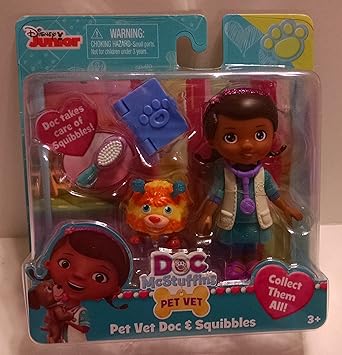 Disney
Junior
WARNING:
CHOKING HAZARD–Small parts. Not
for children under 3 years.
Doc takes
care of
Squibbles!
DOC
McStuffins
PET VET
Pet Vet Doc & Squibbles
Collect
Them
All!
3+